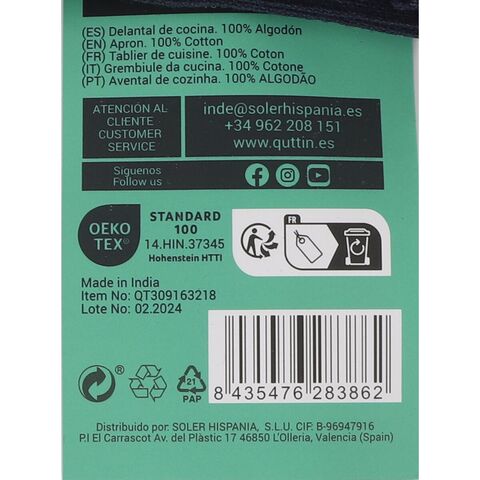 (ES) Delantal de cocina. 100% Algodón
(EN) Apron. 100% Cotton
(FR) Tablier de cuisine. 100% Coton
(IT) Grembiule da cucina. 100% Cotone
(PT) Avental de cozinha. 100% ALGODÃO
ATENCIÓN AL
CLIENTE
CUSTOMER
SERVICE
inde@solerhispania.es
+34 962 208 151
www.quttin.es
Síguenos
Follow us
OEKO
TEX®
STANDARD
100
14.HIN.37345
Hohenstein HTTI
FR
Made in India
Item No: QT309163218
Lote No: 02.2024
21
PAP
8 435476 283862
Distribuido por: SOLER HISPANIA, S.L.U. CIF: B-96947916
P.I El Carrascot Av. del Plàstic 17 46850 L'Olleria, Valencia (Spain)